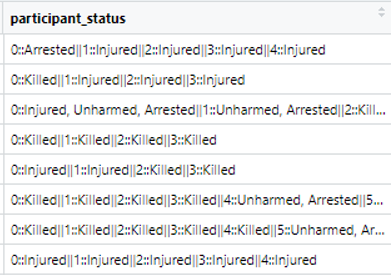 participant_status
0::Arrested||1::Injured||2::Injured||3::Injured||4::Injured
0::Killed||1::Injured||2::Injured||3::Injured
0::Injured, Unharmed, Arrested||1::Unharmed, Arrested||2::Kill...
0::Killed||1::Killed||2::Killed||3::Killed
0::Injured||1::Injured||2::Killed||3::Killed
0::Killed||1::Killed||2::Killed||3::Killed||4::Unharmed, Arrested||5...
0::Killed||1::Killed||2::Killed||3::Killed||4::Killed||5::Unharmed, Ar...
0::Injured||1::Injured||2::Injured||3::Injured||4::Injured